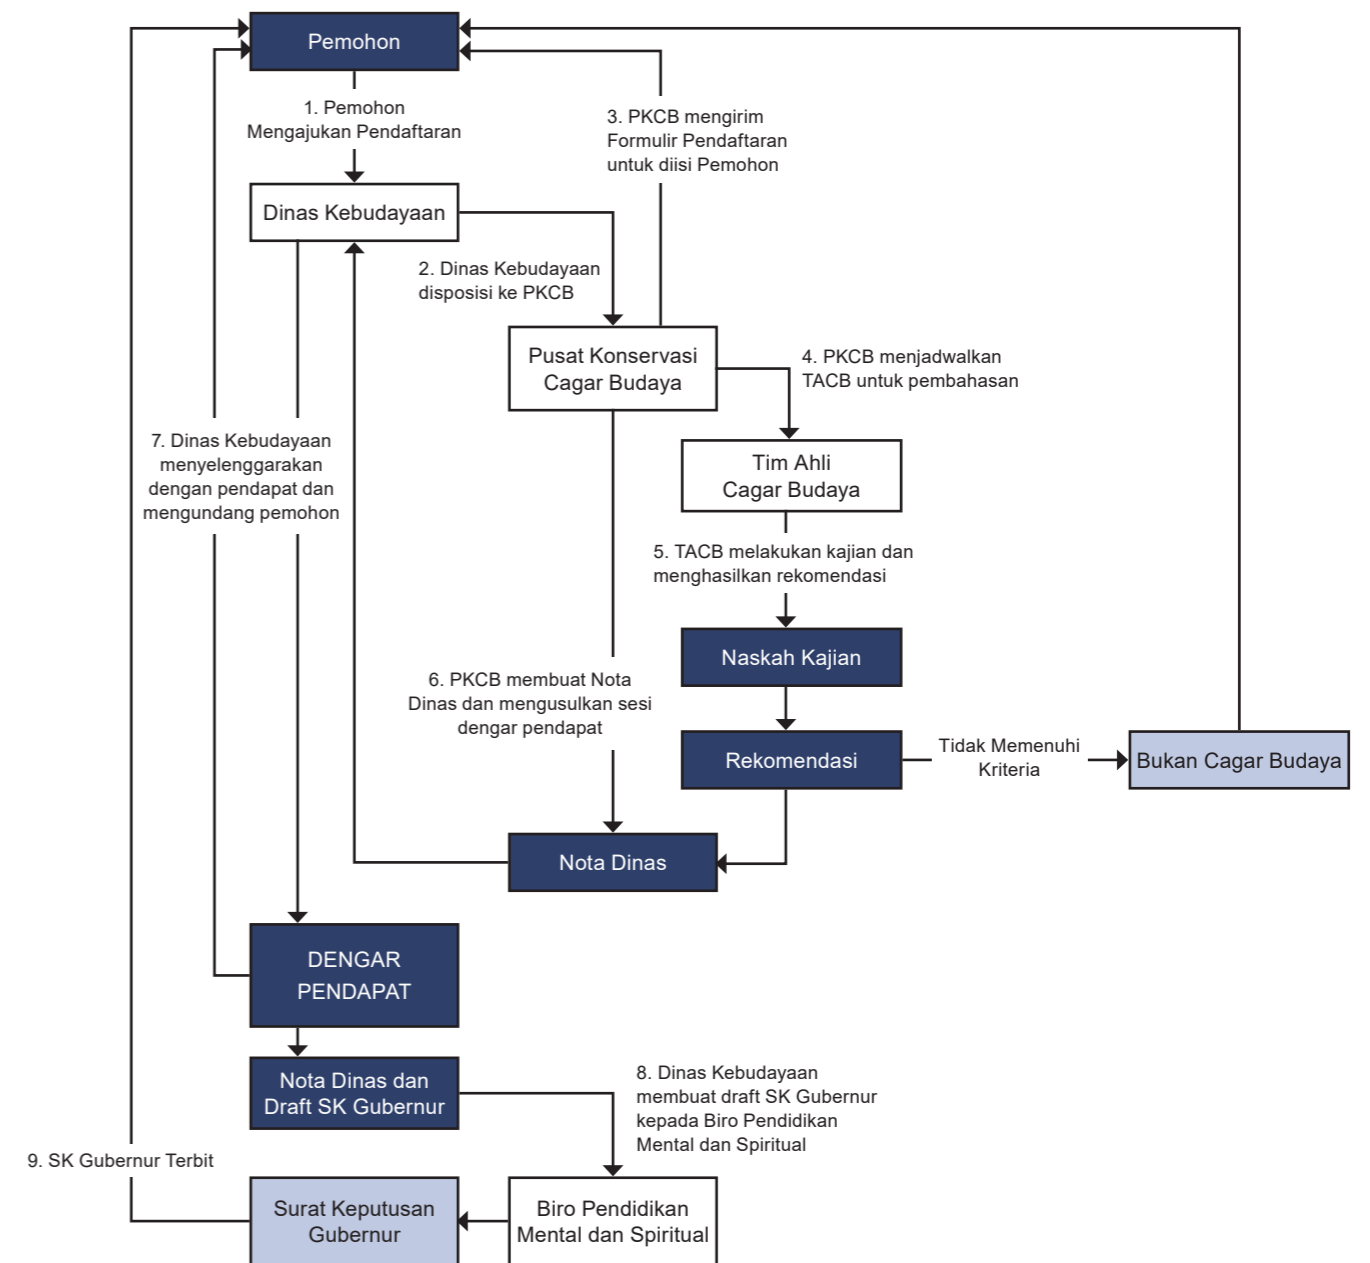 Pemohon
1. Pemohon
Mengajukan Pendaftaran
3. PKCB mengirim
Formulir Pendaftaran
untuk diisi Pemohon
Dinas Kebudayaan
2. Dinas Kebudayaan
disposisi ke PKCB
Pusat Konservasi
Cagar Budaya
4. PKCB menjadwalkan
TACB untuk pembahasan
7. Dinas Kebudayaan
menyelenggarakan
dengan pendapat dan
mengundang pemohon
Tim Ahli
Cagar Budaya
5. TACB melakukan kajian dan
menghasilkan rekomendasi
Naskah Kajian
6. PKCB membuat Nota
Dinas dan mengusulkan sesi
dengar pendapat
Rekomendasi
Tidak Memenuhi
Kriteria
Bukan Cagar Budaya
Nota Dinas
DENGAR
PENDAPAT
Nota Dinas dan
Draft SK Gubernur
8. Dinas Kebudayaan
membuat draft SK Gubernur
kepada Biro Pendidikan
Mental dan Spiritual
9. SK Gubernur Terbit
Surat Keputusan
Gubernur
Biro Pendidikan
Mental dan Spiritual